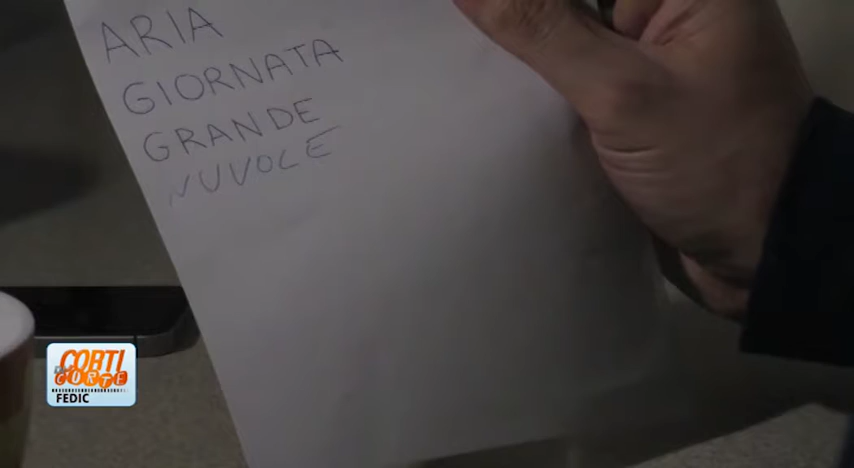 ARIA
GIORNATA
GRANDE
NUVOLE
CORTI
CORTE
FEDIC